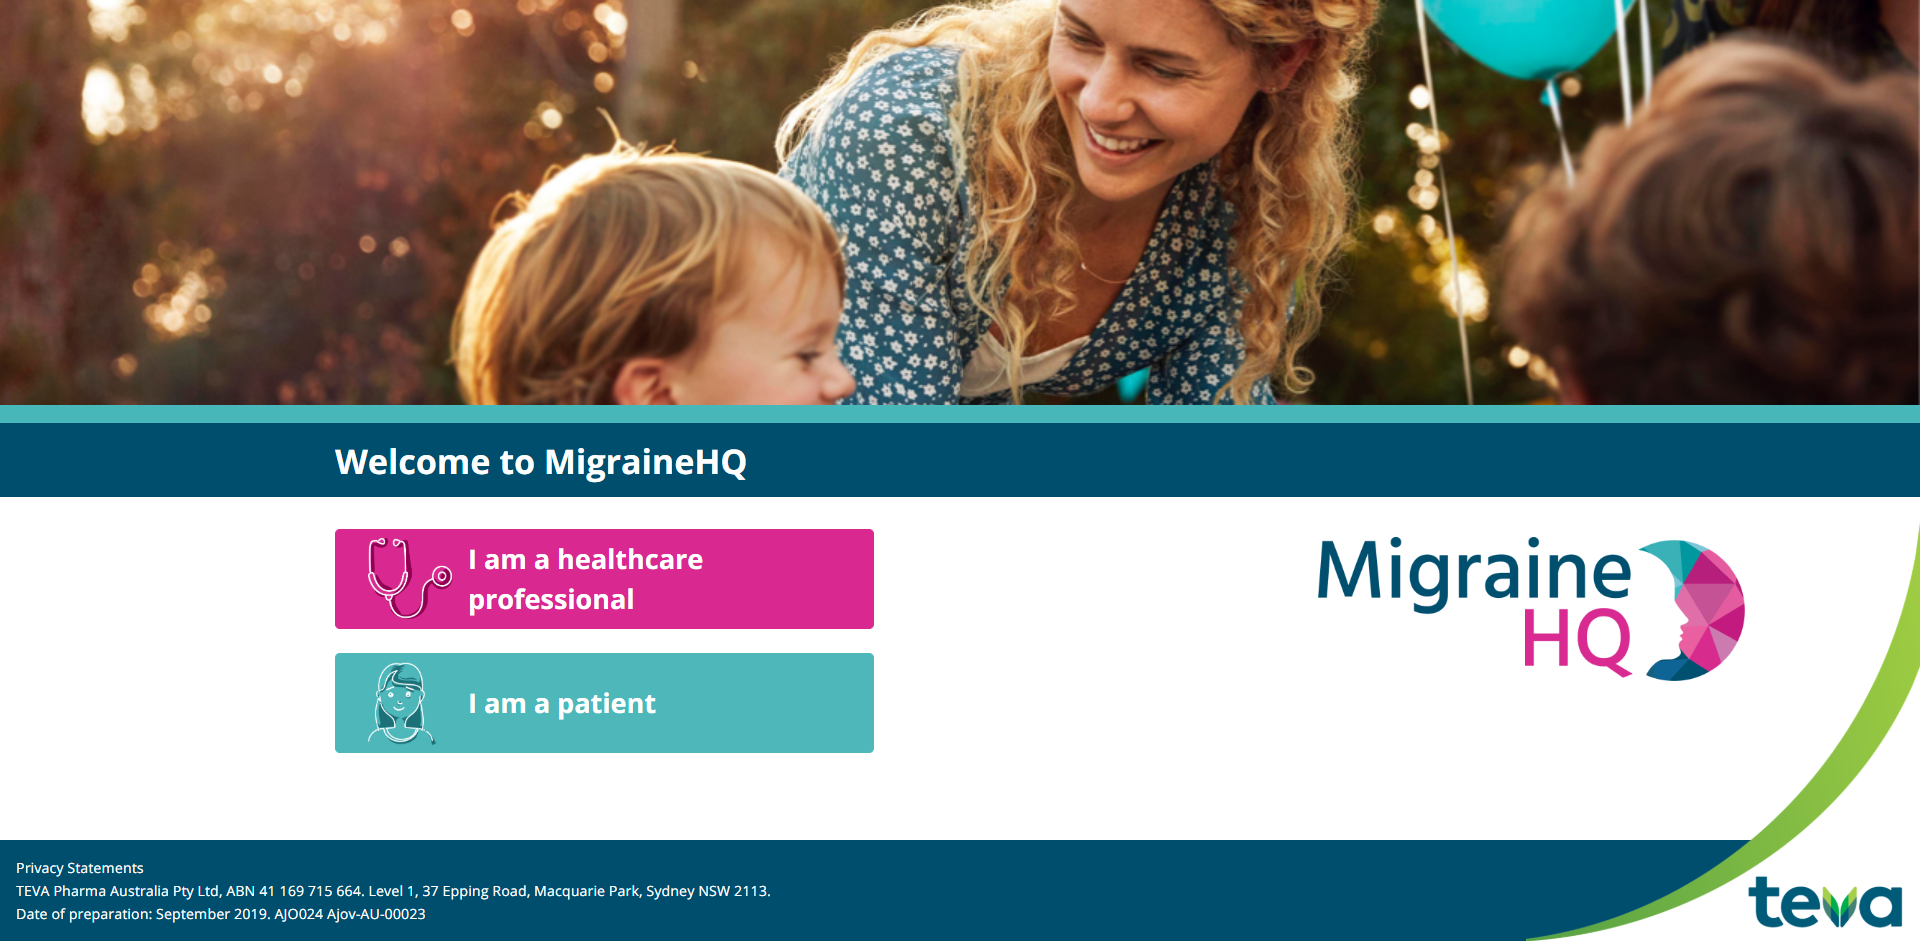 Welcome to MigraineHQ
I am a healthcare
professional
I am a patient
Migraine
HQ
Privacy Statements
TEVA Pharma Australia Pty Ltd, ABN 41 169 715 664. Level 1, 37 Epping Road, Macquarie Park, Sydney NSW 2113.
Date of preparation: September 2019. AJO024 Ajov-AU-00023
teva